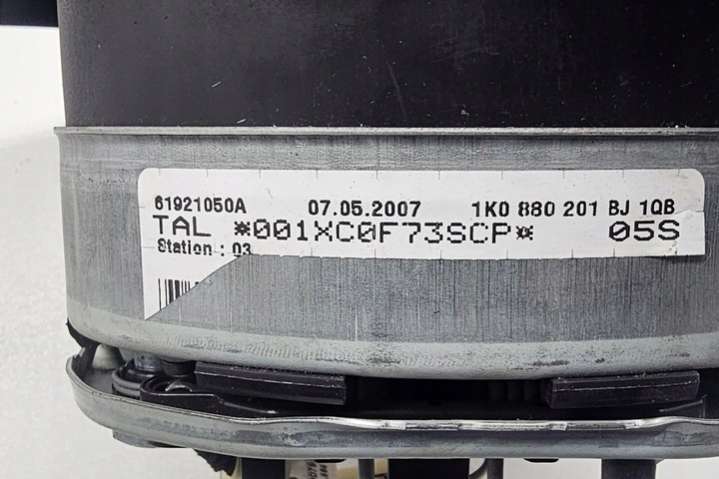 61921050A 07.05.2007 1K0 880 201 BJ 1QB
TAL *001XC0F73SCP* 05S
Station : 03